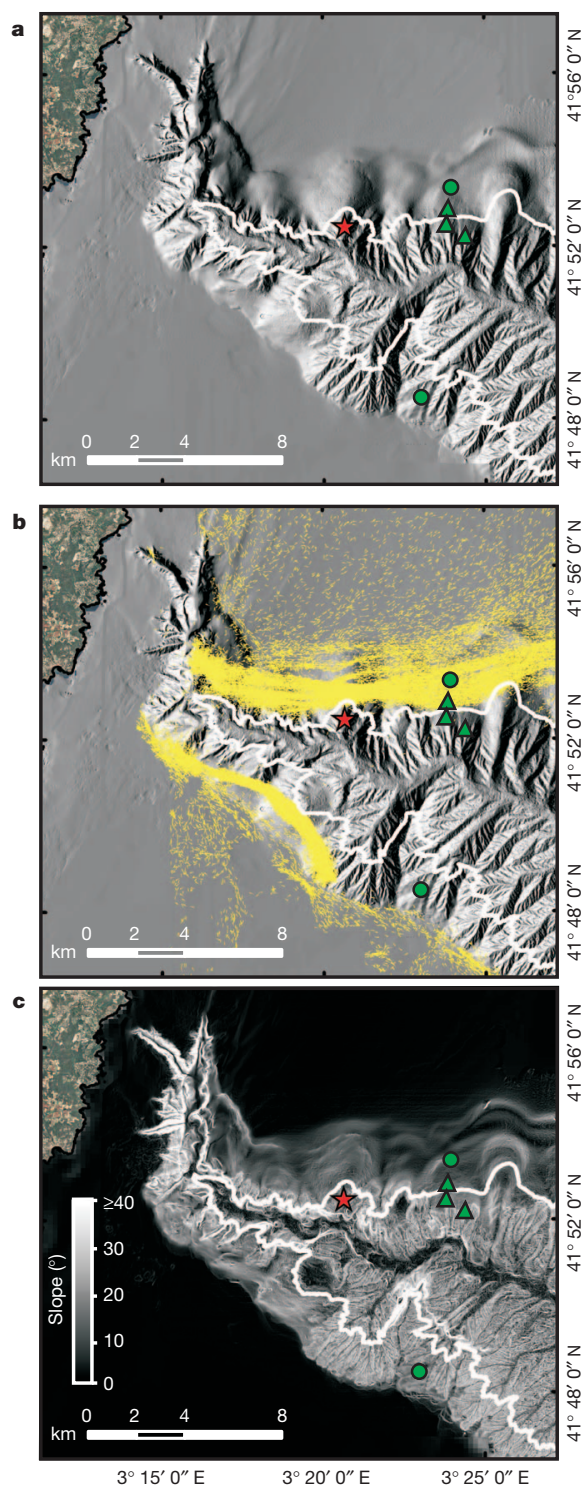 a
41° 56′ 0″ N
41° 52′ 0″ N
41° 48′ 0″ N
0 2 4 8
km
b
41° 56′ 0″ N
41° 52′ 0″ N
41° 48′ 0″ N
0 2 4 8
km
c
41° 56′ 0″ N
41° 52′ 0″ N
41° 48′ 0″ N
≥40
30
20
10
0
Slope (°)
0 2 4 8
km
3° 15′ 0″ E 3° 20′ 0″ E 3° 25′ 0″ E